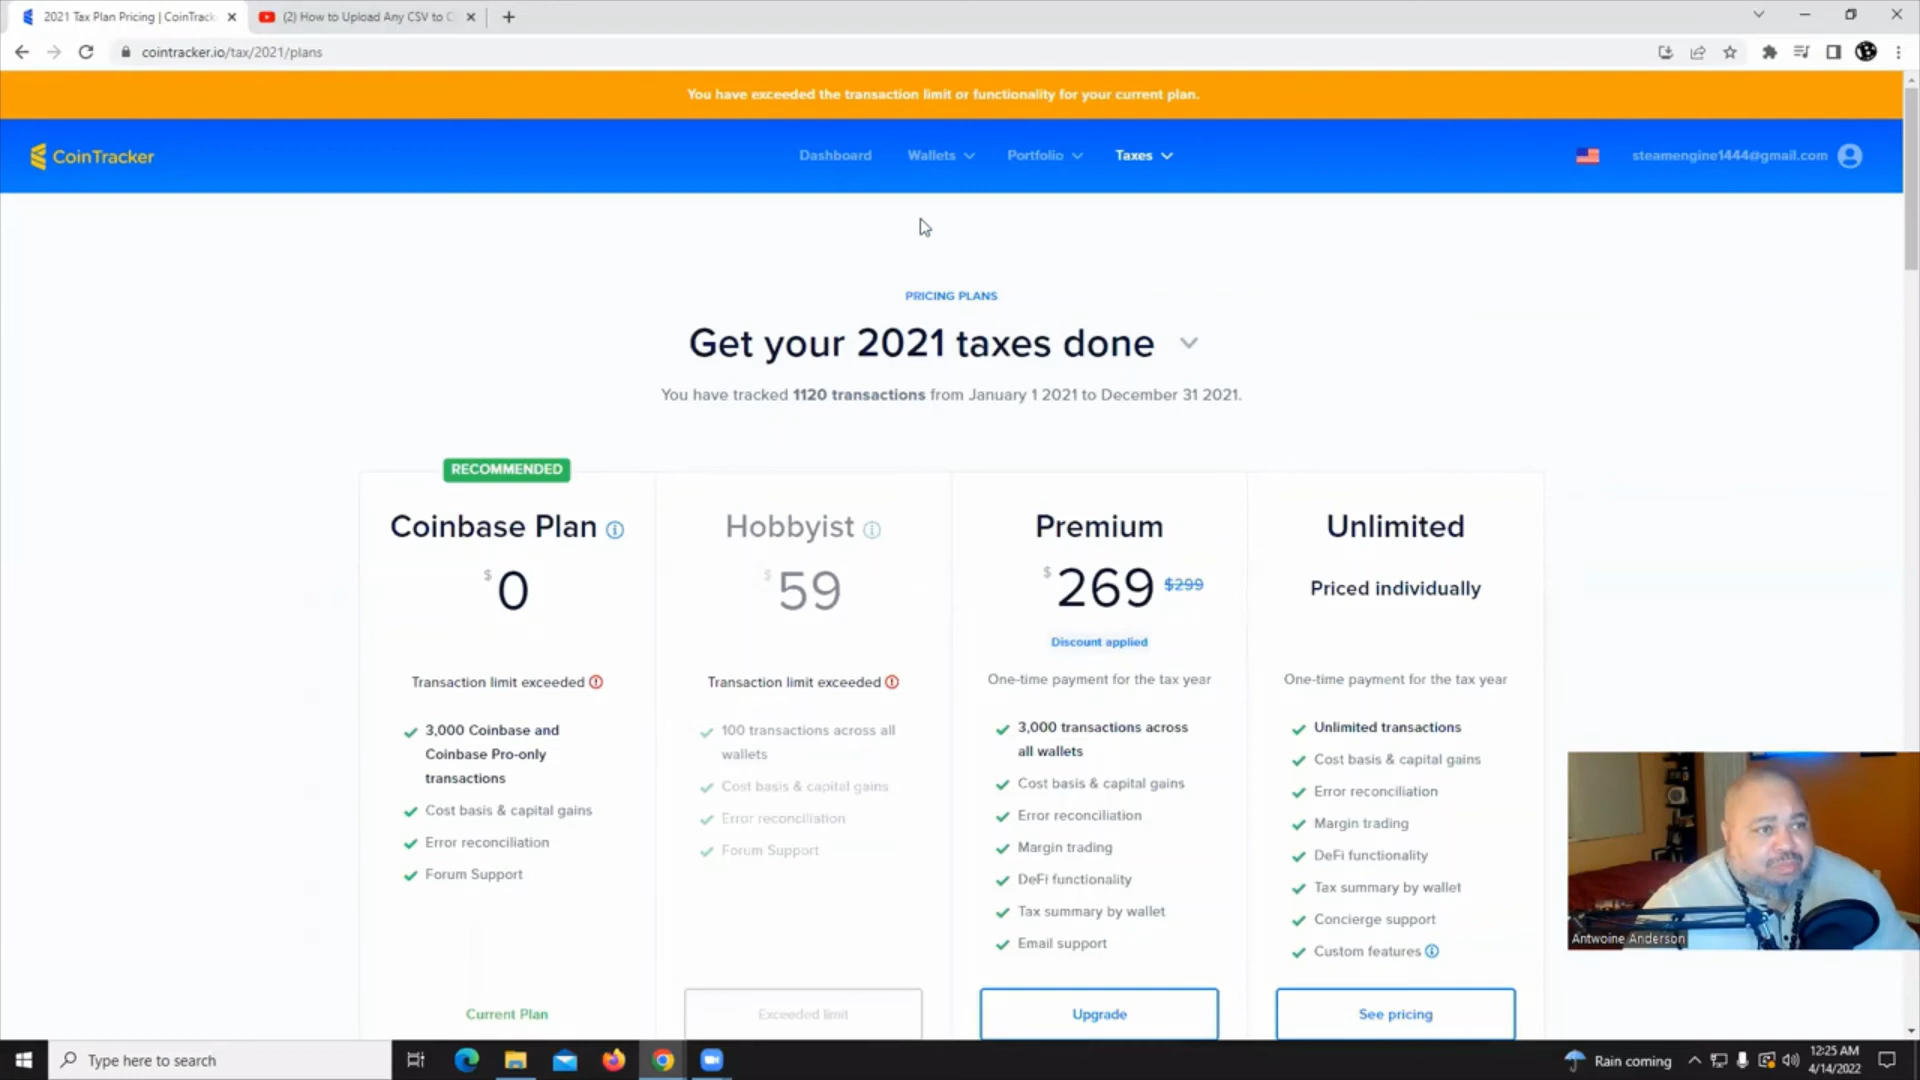 2021 Tax Plan Pricing | CoinTrack
(2) How to Upload Any CSV to C
cointracker.io/tax/2021/plans
You have exceeded the transaction limit or functionality for your current plan.
CoinTracker
Dashboard
Wallets
Portfolio
Taxes
steamengine1444@gmail.com
PRICING PLANS
Get your 2021 taxes done
You have tracked 1120 transactions from January 1 2021 to December 31 2021.
RECOMMENDED
Coinbase Plan
$0
Transaction limit exceeded
3,000 Coinbase and
Coinbase Pro-only
transactions
Cost basis & capital gains
Error reconciliation
Forum Support
Current Plan
Hobbyist
$59
Transaction limit exceeded
100 transactions across all
wallets
Cost basis & capital gains
Error reconciliation
Forum Support
Exceeded limit
Premium
$269 $299
Discount applied
One-time payment for the tax year
3,000 transactions across
all wallets
Cost basis & capital gains
Error reconciliation
Margin trading
DeFi functionality
Tax summary by wallet
Email support
Upgrade
Unlimited
Priced individually
One-time payment for the tax year
Unlimited transactions
Cost basis & capital gains
Error reconciliation
Margin trading
DeFi functionality
Tax summary by wallet
Concierge support
Custom features
See pricing
Antwoine Anderson
Type here to search
Rain coming
12:25 AM
4/14/2022